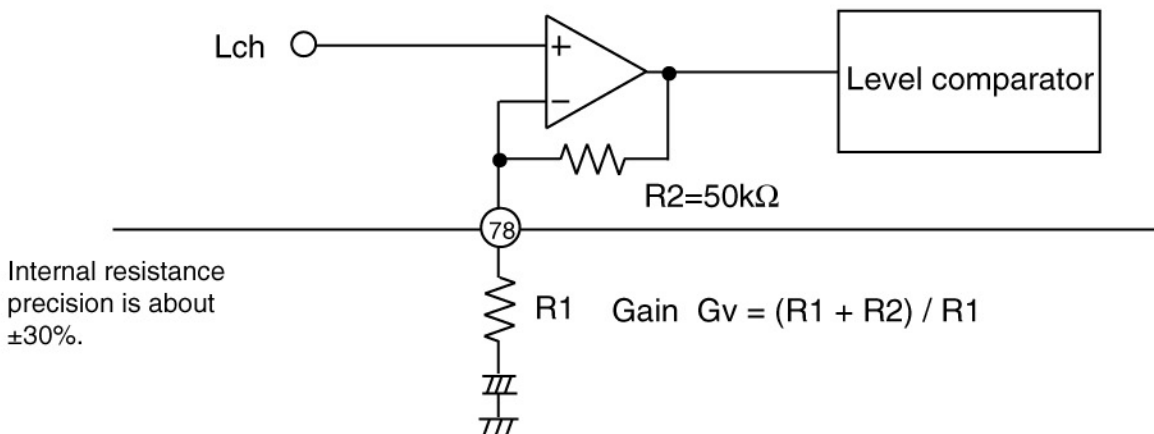 Lch
+
Level comparator
−
R2=50kΩ
78
Internal resistance
precision is about
±30%.
R1
Gain Gv = (R1 + R2) / R1